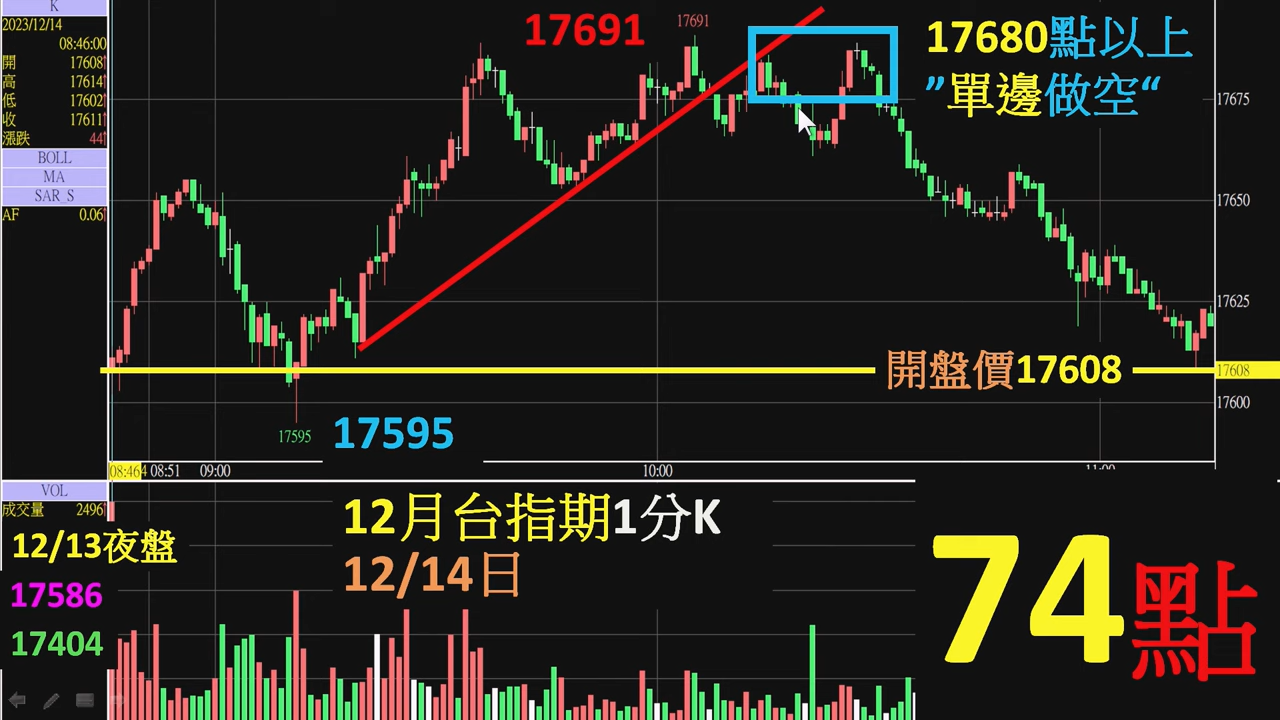 K
2023/12/14
08:46:00
開 17608
高 17614
低 17602
收 17611
漲跌 44
BOLL
MA
SAR_S
AF 0.06
17691
17691
17680點以上
”單邊做空“
17675
17650
17625
17608
17600
開盤價17608
17595
17595
08:46 08:51 09:00 10:00 11:00
VOL
成交量 2496
12月台指期1分K
12/14日
12/13夜盤
17586
17404
74點